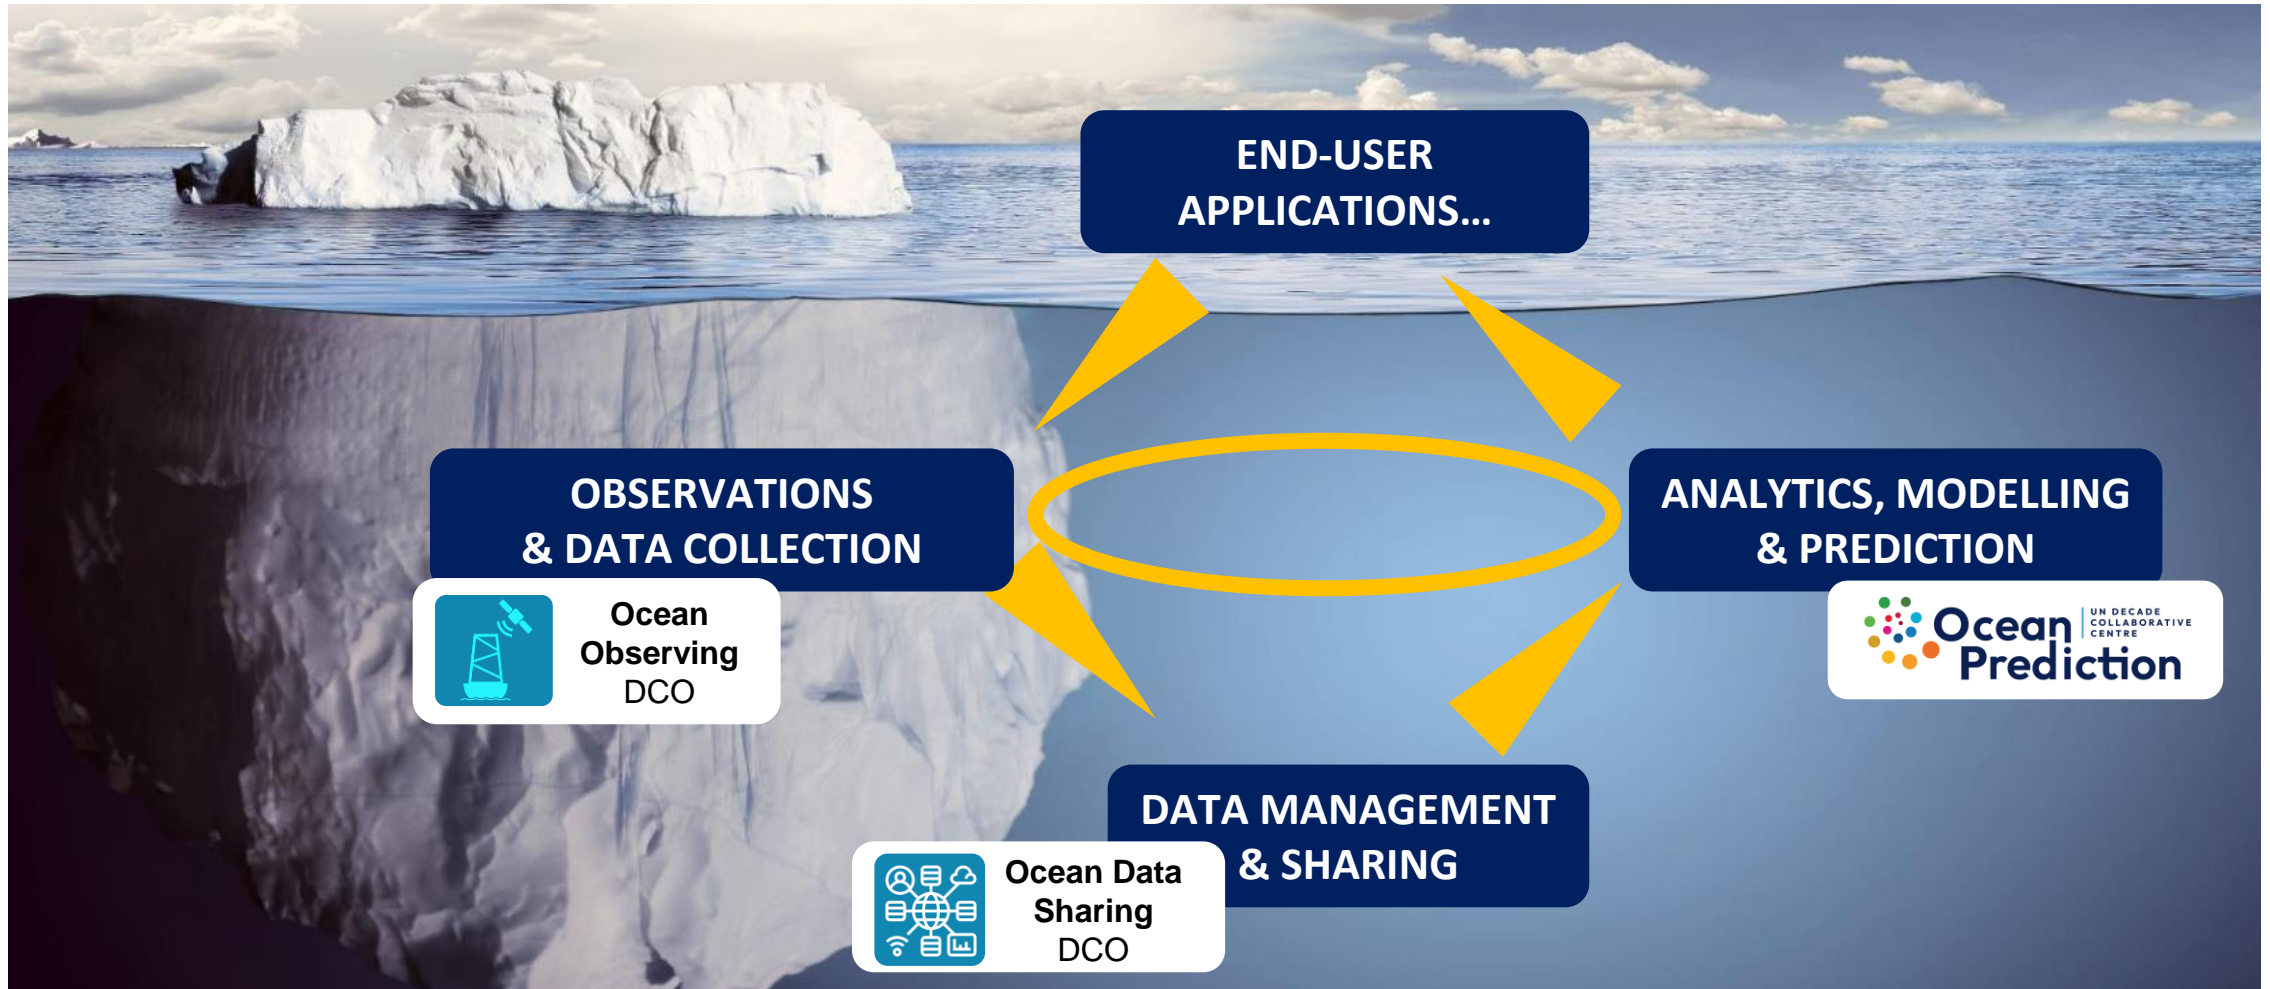 END-USER
APPLICATIONS...
OBSERVATIONS
& DATA COLLECTION
Ocean
Observing
DCO
ANALYTICS, MODELLING
& PREDICTION
Ocean
Prediction
UN DECADE
COLLABORATIVE
CENTRE
DATA MANAGEMENT
& SHARING
Ocean Data
Sharing
DCO